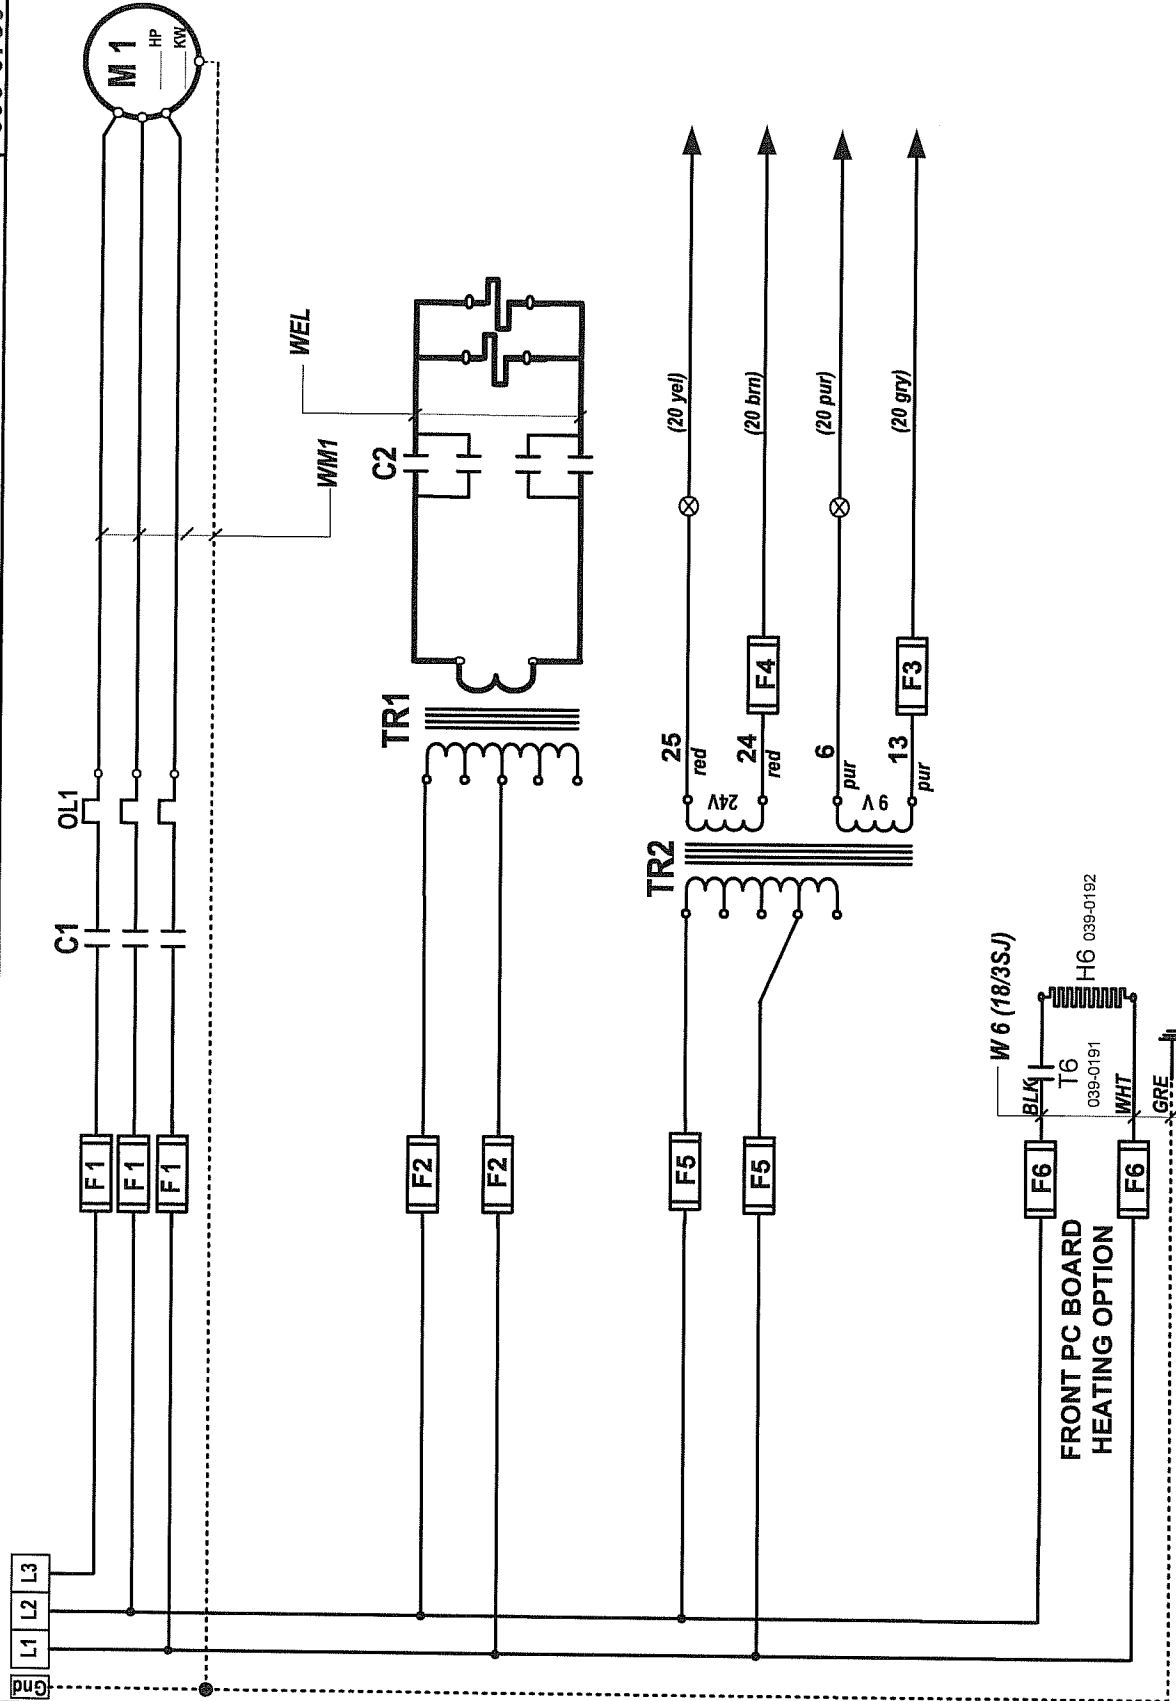 M 1
HP
KW
OL1
C1
F 1
F 1
F 1
L3
L2
L1
Gnd
WM1
WEL
C2
TR1
F2
F2
(20 yel)
(20 brn)
(20 pur)
(20 gry)
25
red
F4
24
red
6
pur
F3
13
pur
24V
9 V
TR2
F5
F5
W 6 (18/3SJ)
BLK
T6
039-0191
H6 039-0192
WHT
GRE
F6
F6
FRONT PC BOARD
HEATING OPTION